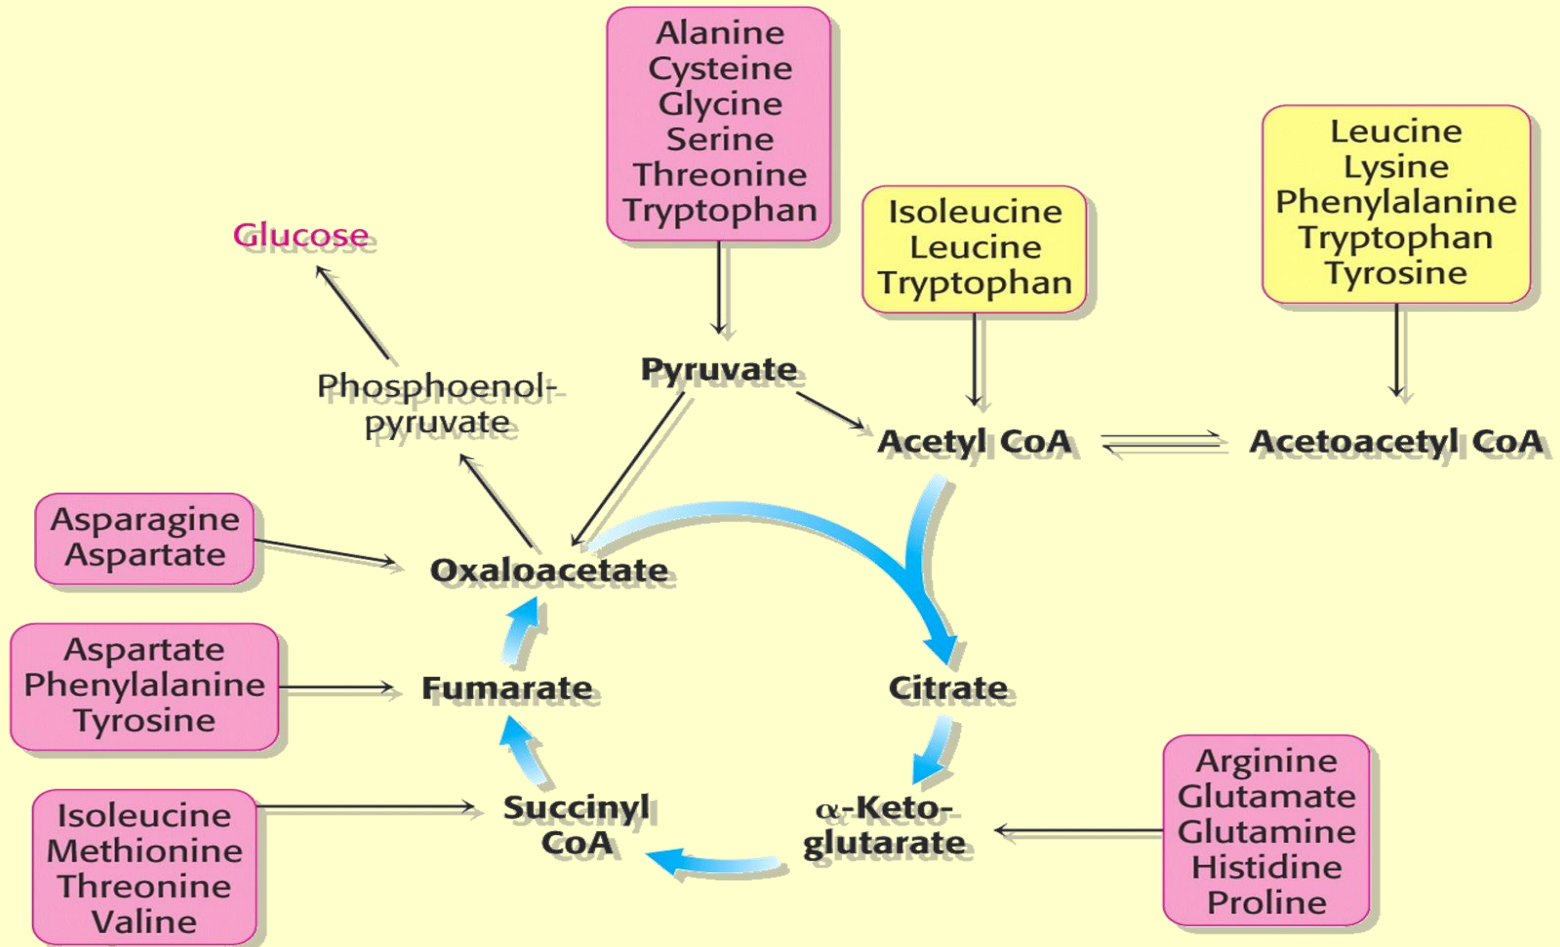 Alanine
Cysteine
Glycine
Serine
Threonine
Tryptophan
Leucine
Lysine
Phenylalanine
Tryptophan
Tyrosine
Isoleucine
Leucine
Tryptophan
Glucose
Pyruvate
Phosphoenol-
pyruvate
Acetyl CoA
Acetoacetyl CoA
Asparagine
Aspartate
Oxaloacetate
Aspartate
Phenylalanine
Tyrosine
Fumarate
Citrate
Isoleucine
Methionine
Threonine
Valine
Succinyl
CoA
α-Keto-
glutarate
Arginine
Glutamate
Glutamine
Histidine
Proline